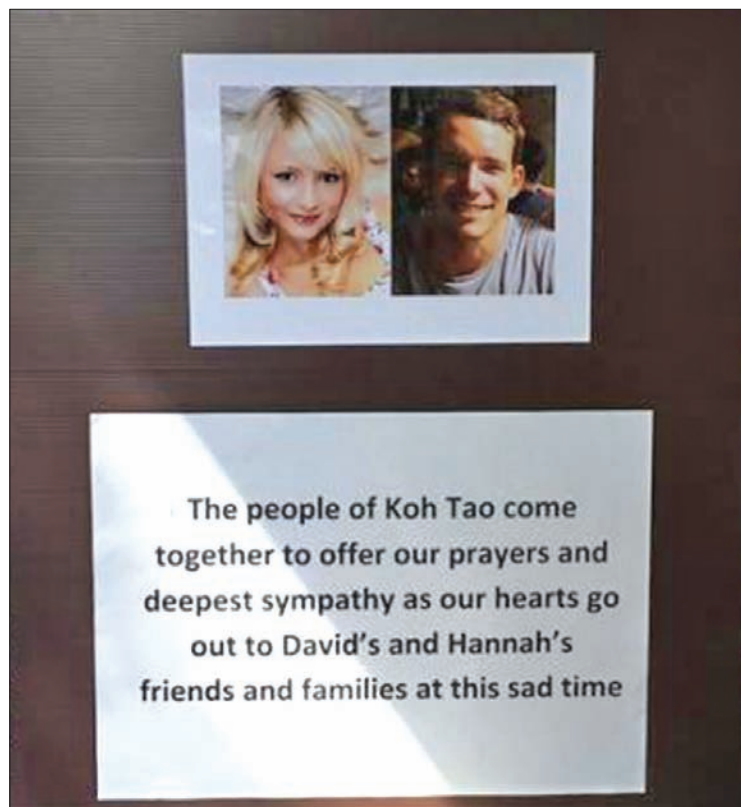 The people of Koh Tao come
together to offer our prayers and
deepest sympathy as our hearts go
out to David's and Hannah's
friends and families at this sad time